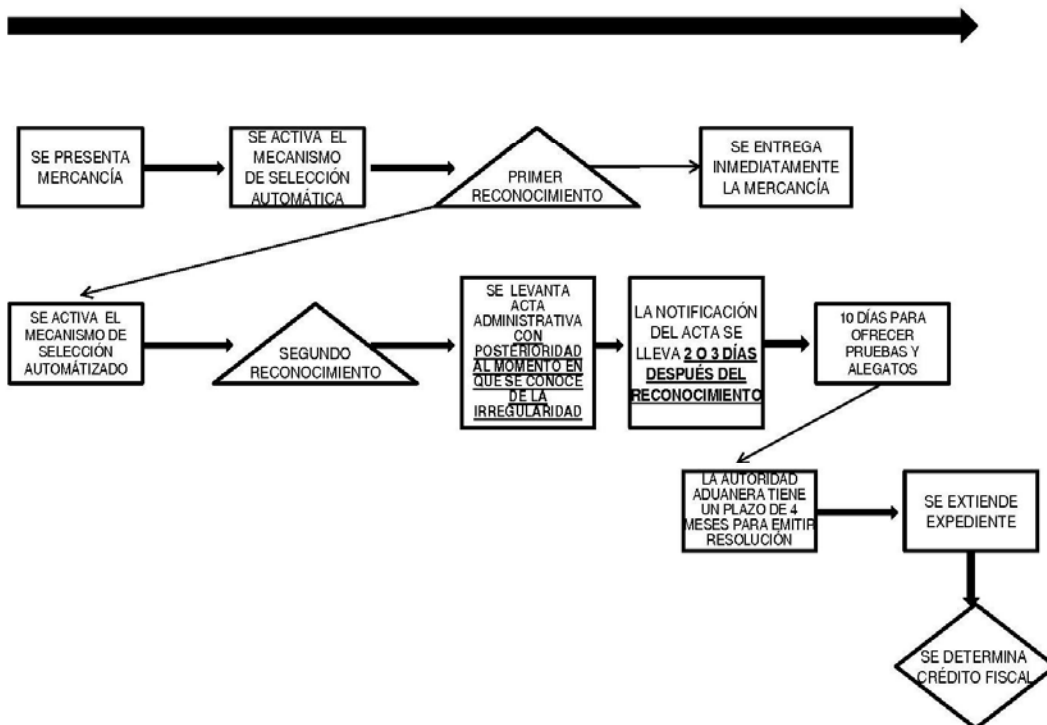 SE PRESENTA
MERCANCÍA
SE ACTIVA EL
MECANISMO
DE SELECCIÓN
AUTOMÁTICA
PRIMER
RECONOCIMIENTO
SE ENTREGA
INMEDIATAMENTE
LA MERCANCÍA
SE ACTIVA EL
MECANISMO DE
SELECCIÓN
AUTOMÁTIZADO
SEGUNDO
RECONOCIMIENTO
SE LEVANTA
ACTA
ADMINISTRATIVA
CON
POSTERIORIDAD
AL MOMENTO EN
QUE SE CONOCE
DE LA
IRREGULARIDAD
LA NOTIFICACIÓN
DEL ACTA SE
LLEVA 2 O 3 DÍAS
DESPUÉS DEL
RECONOCIMIENTO
10 DÍAS PARA
OFRECER
PRUEBAS Y
ALEGATOS
LA AUTORIDAD
ADUANERA TIENE
UN PLAZO DE 4
MESES PARA EMITIR
RESOLUCIÓN
SE EXTIENDE
EXPEDIENTE
SE DETERMINA
CRÉDITO FISCAL